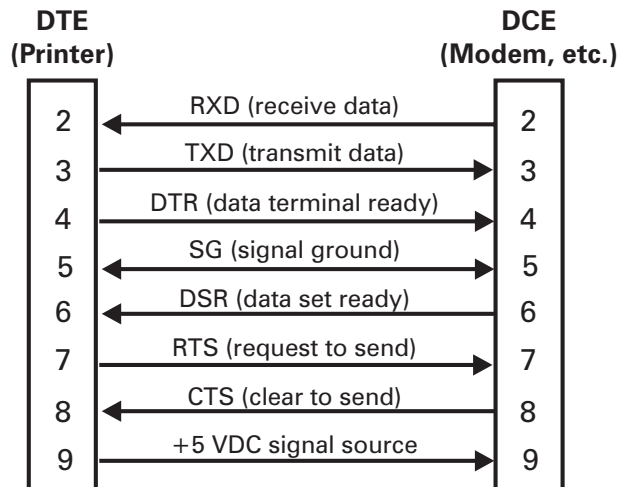 DTE DCE
(Printer) (Modem, etc.)
2 RXD (receive data) 2
3 TXD (transmit data) 3
4 DTR (data terminal ready) 4
5 SG (signal ground) 5
6 DSR (data set ready) 6
7 RTS (request to send) 7
8 CTS (clear to send) 8
9 +5 VDC signal source 9